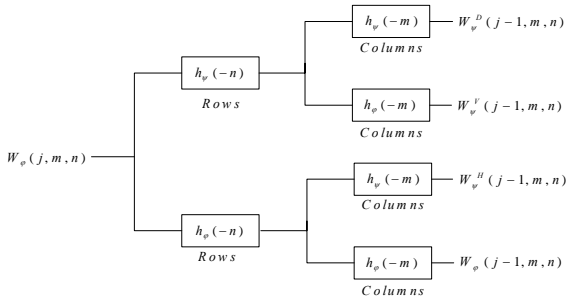 h_ψ(−m)
W_ψ^D(j−1, m, n)
Columns
h_ψ(−n)
Rows
h_φ(−m)
W_ψ^V(j−1, m, n)
Columns
W_φ(j, m, n)
h_ψ(−m)
W_ψ^H(j−1, m, n)
Columns
h_φ(−n)
Rows
h_φ(−m)
W_φ(j−1, m, n)
Columns